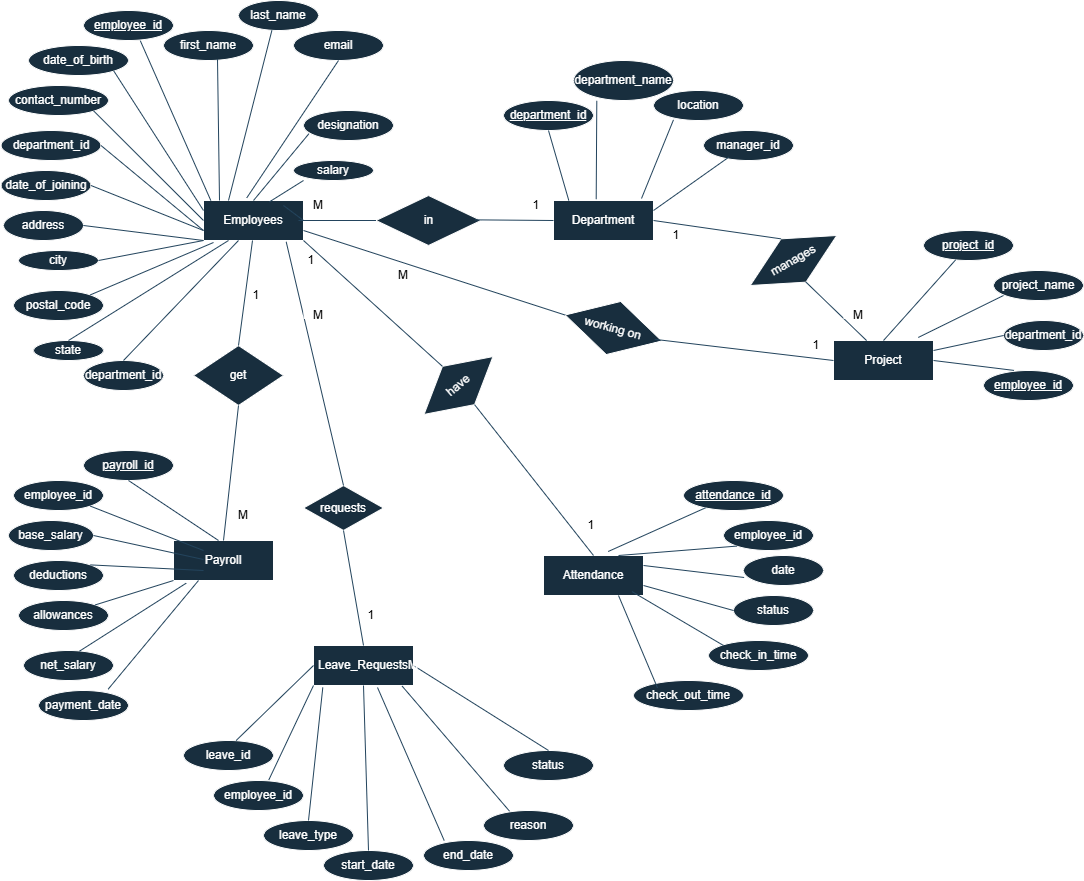 last_name
employee_id
first_name
email
date_of_birth
department_name
contact_number
location
department_id
designation
department_id
manager_id
salary
date_of_joining
M
1
address
Employees
in
Department
1
project_id
city
1
manages
M
project_name
1
postal_code
M
M
working on
department_id
state
1
Project
department_id
get
have
employee_id
payroll_id
employee_id
attendance_id
requests
M
1
base_salary
employee_id
Payroll
deductions
Attendance
date
allowances
1
status
net_salary
Leave_RequestsM
check_in_time
payment_date
check_out_time
leave_id
status
employee_id
leave_type
reason
start_date
end_date